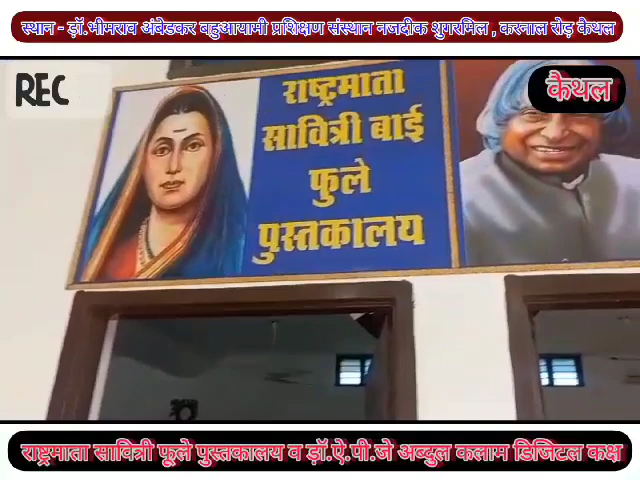 स्थान - ड़ॉ.भीमराव अंबेडकर बहुआयामी प्रशिक्षण संस्थान नजदीक शुगरमिल , करनाल रोड़ कैथल
REC
कैथल
राष्ट्रमाता
सावित्री बाई
फुले
पुस्तकालय
राष्ट्रमाता सावित्री फूले पुस्तकालय व ड़ॉ.ऐ.पी.जे अब्दुल कलाम डिजिटल कक्ष